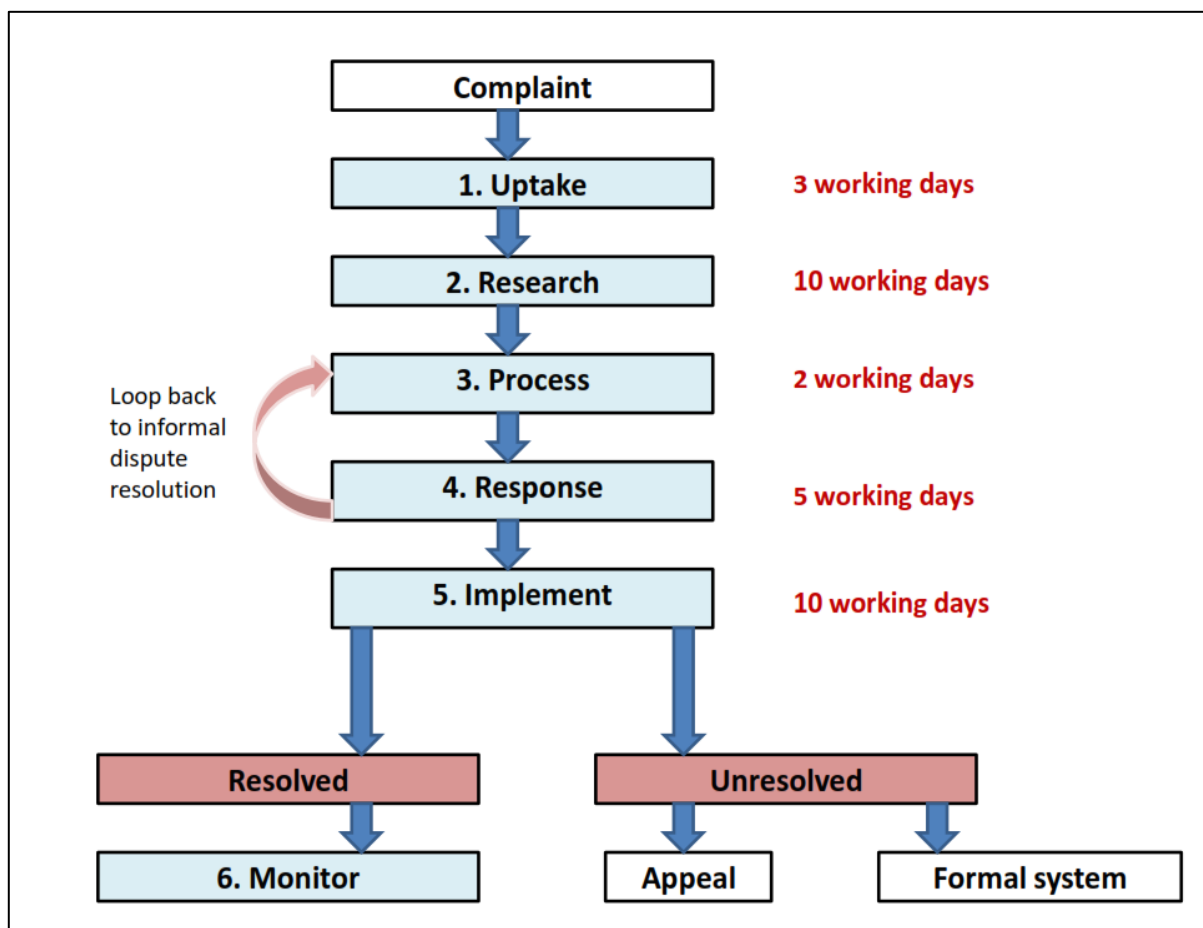 Complaint
1. Uptake
3 working days
2. Research
10 working days
3. Process
2 working days
Loop back
to informal
dispute
resolution
4. Response
5 working days
5. Implement
10 working days
Resolved
Unresolved
6. Monitor
Appeal
Formal system